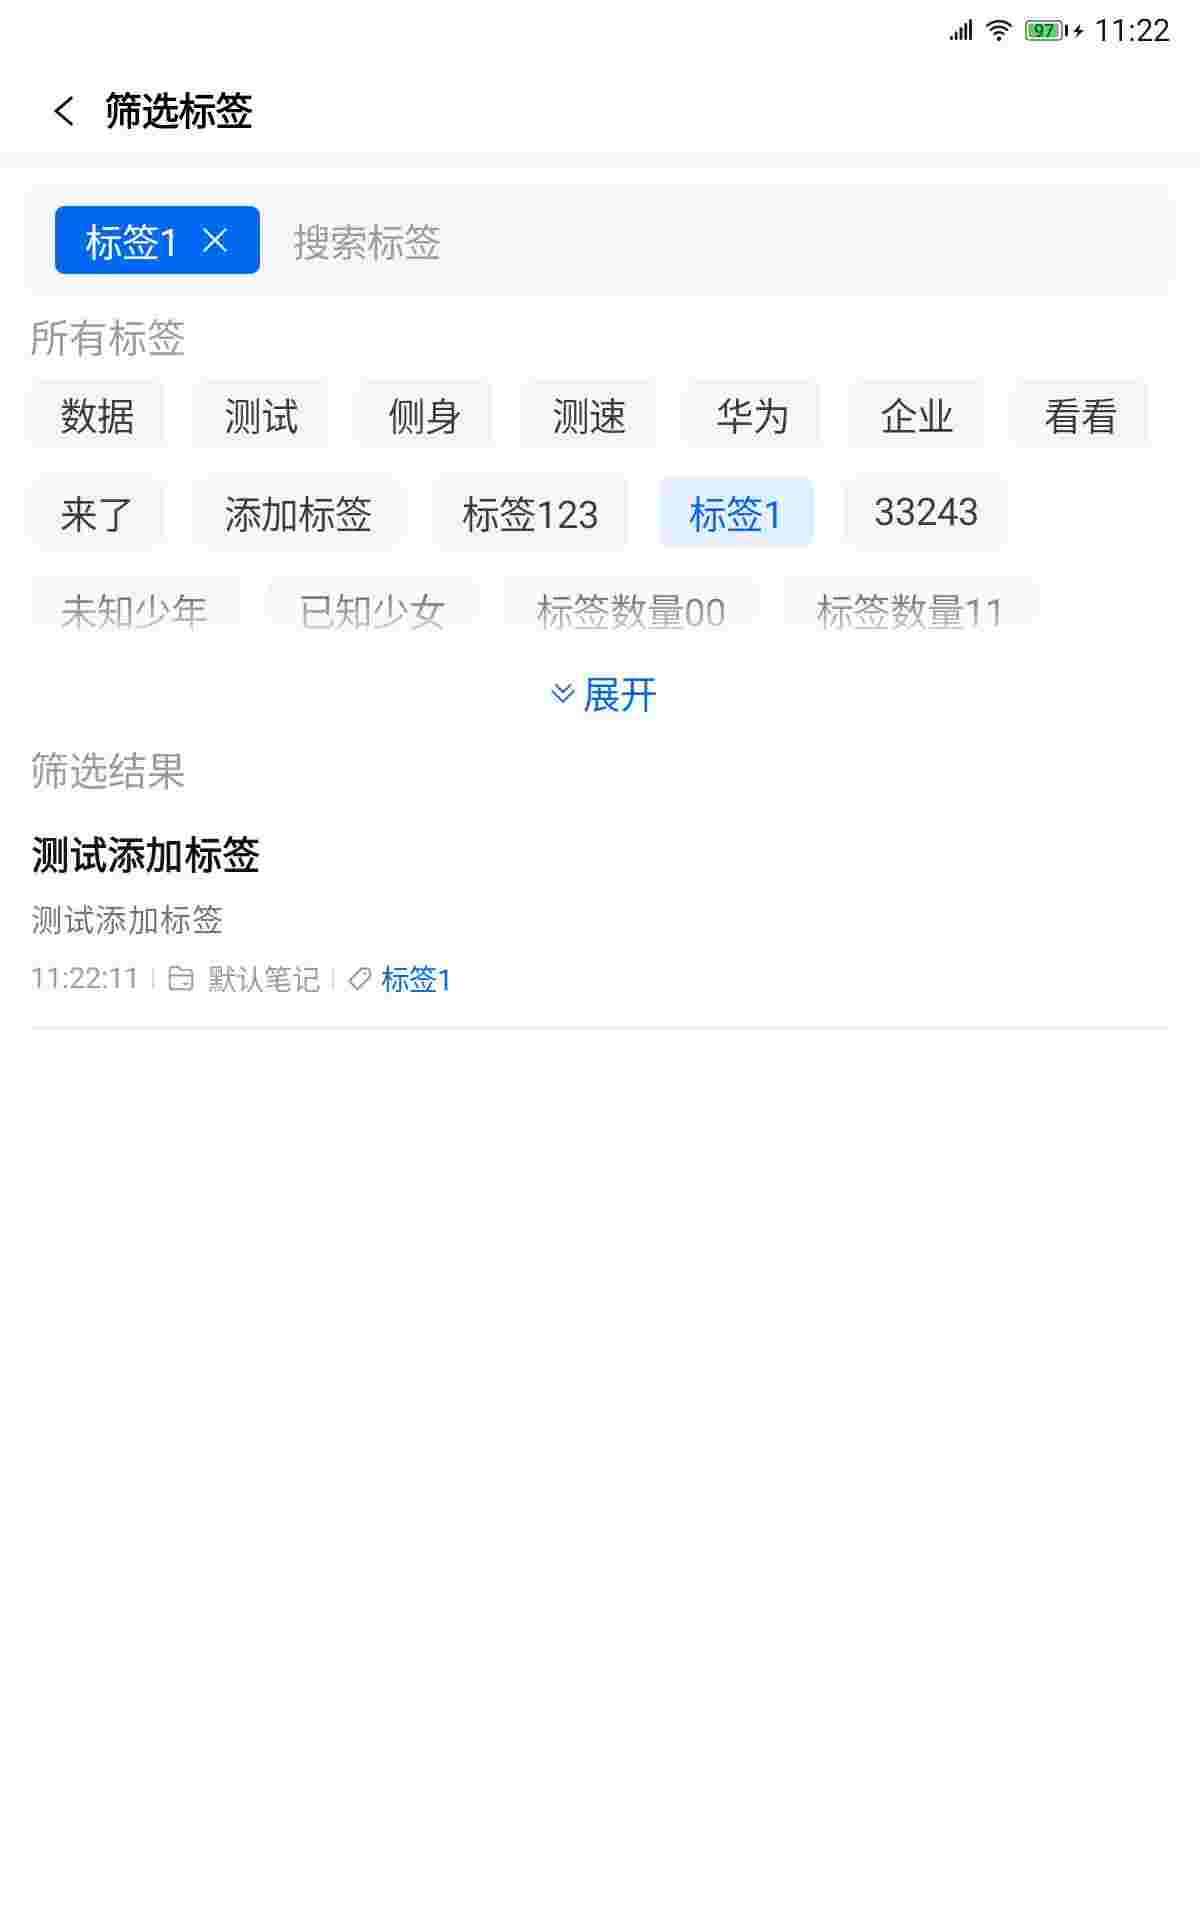 97 11:22
筛选标签
标签1 搜索标签
所有标签
数据 测试 侧身 测速 华为 企业 看看
来了 添加标签 标签123 标签1 33243
未知少年 已知少女 标签数量00 标签数量11
展开
筛选结果
测试添加标签
测试添加标签
11:22:11 默认笔记 标签1